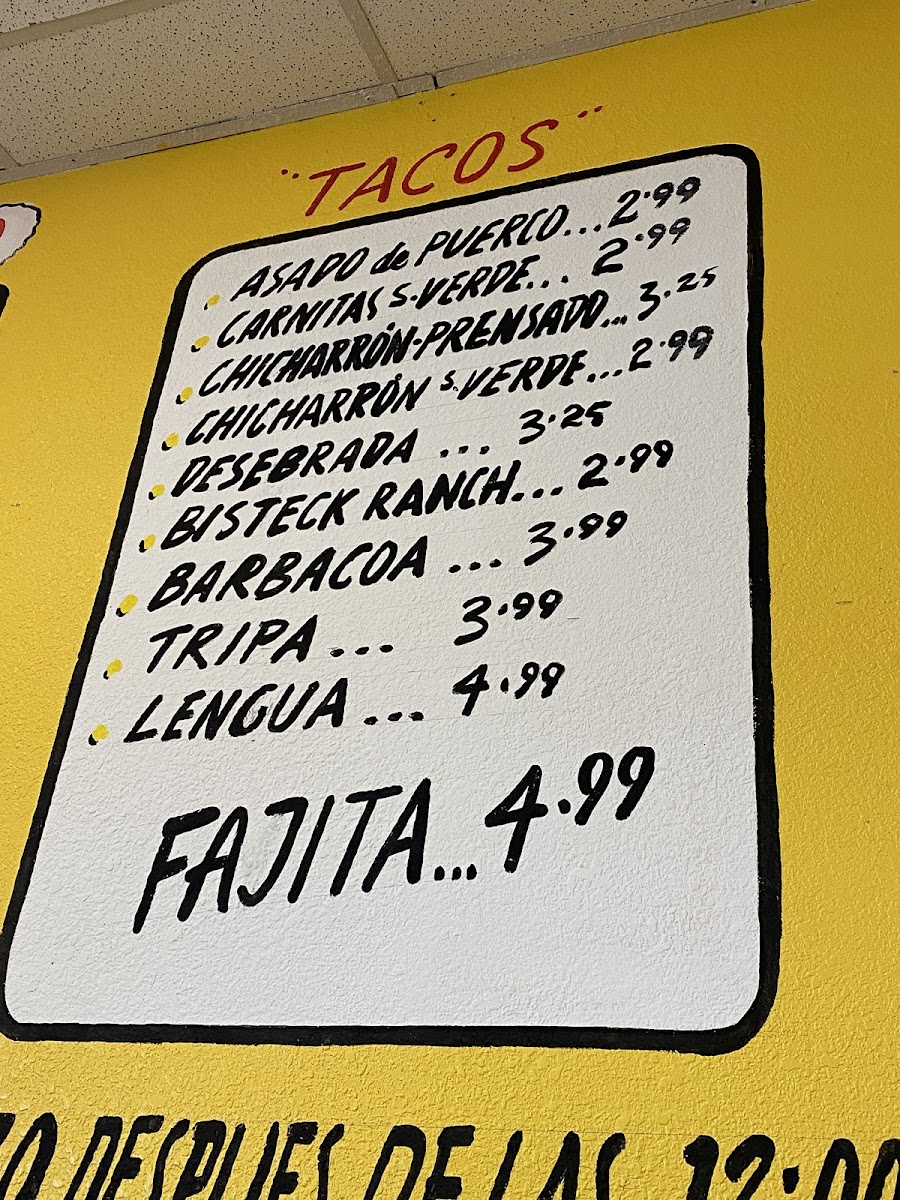 "TACOS"
ASADO de PUERCO... 2.99
CARNITAS S.VERDE... 2.99
CHICHARRÓN-PRENSADO... 3.25
CHICHARRÓN S.VERDE... 2.99
DESEBRADA ... 3.25
BISTECK RANCH... 2.99
BARBACOA ... 3.99
TRIPA ... 3.99
LENGUA ... 4.99
FAJITA... 4.99
DESPUES DE LAS 12:00